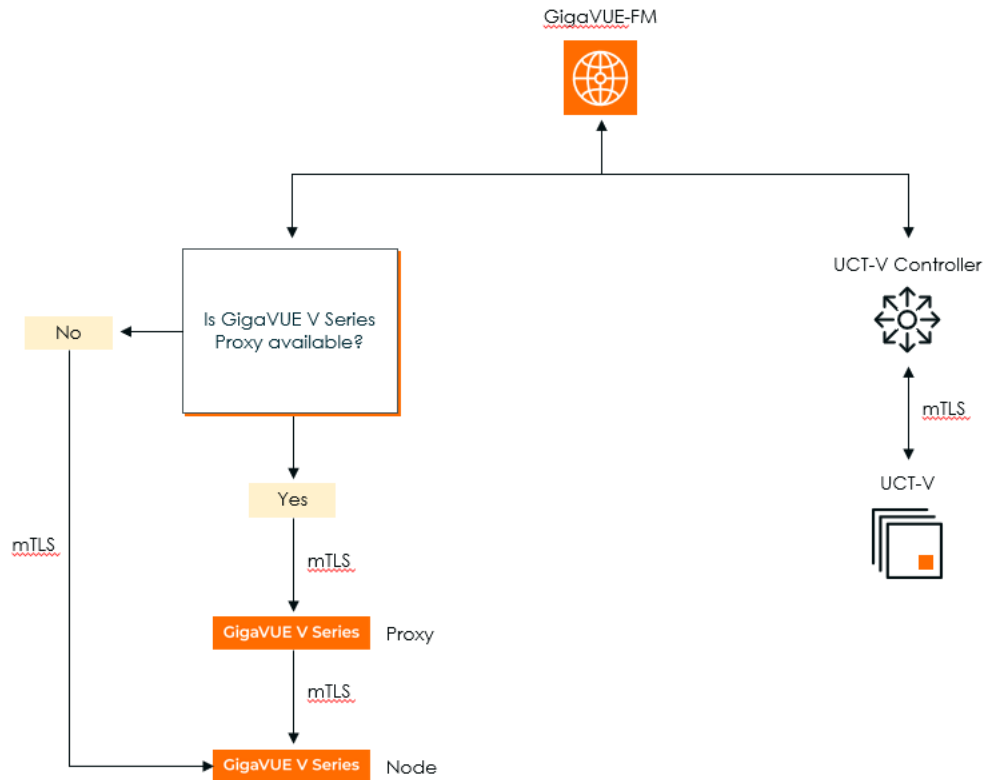 GigaVUE-FM
Is GigaVUE V Series
Proxy available?
No
Yes
mTLS
mTLS
GigaVUE V Series Proxy
mTLS
GigaVUE V Series Node
UCT-V Controller
mTLS
UCT-V